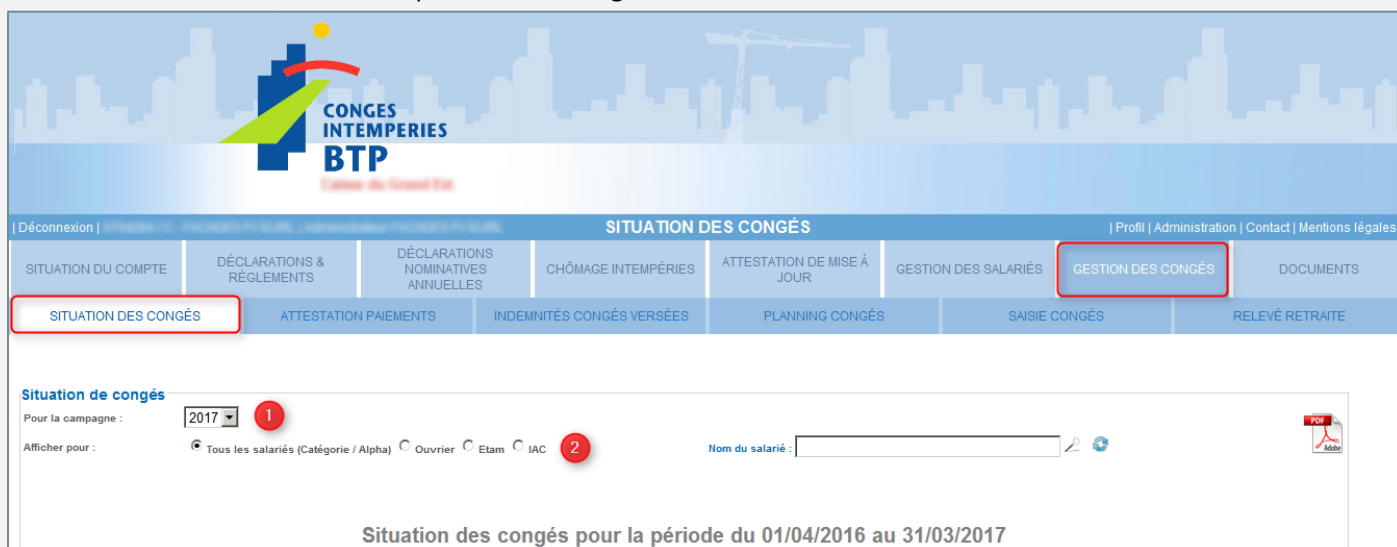 CONGES
INTEMPERIES
BTP
| Déconnexion |
SITUATION DES CONGÉS
| Profil | Administration | Contact | Mentions légales
SITUATION DU COMPTE
DÉCLARATIONS &
RÈGLEMENTS
DÉCLARATIONS
NOMINATIVES
ANNUELLES
CHÔMAGE INTEMPÉRIES
ATTESTATION DE MISE À
JOUR
GESTION DES SALARIÉS
GESTION DES CONGÉS
DOCUMENTS
SITUATION DES CONGÉS
ATTESTATION PAIEMENTS
INDEMNITÉS CONGÉS VERSÉES
PLANNING CONGÉS
SAISIE CONGÉS
RELEVÉ RETRAITE
Situation de congés
Pour la campagne : 2017 1
Afficher pour : Tous les salariés (Catégorie / Alpha) Ouvrier Etam IAC 2 Nom du salarié :
PDF
Adobe
Situation des congés pour la période du 01/04/2016 au 31/03/2017